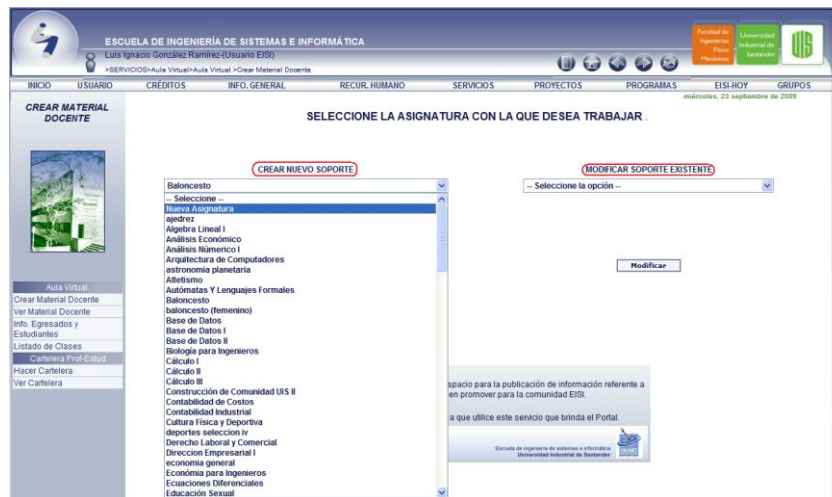 ESCUELA DE INGENIERÍA DE SISTEMAS E INFORMÁTICA
Luis Ignacio González Ramírez-(Usuario EISI)
>SERVICIOS>Aula Virtual>Aula Virtual >Crear Material Docente
Facultad de Ingenierías Físico Mecánicas
Universidad Industrial de Santander
UIS
INICIO USUARIO CRÉDITOS INFO. GENERAL RECUR. HUMANO SERVICIOS PROYECTOS PROGRAMAS EISI-HOY GRUPOS
miércoles, 23 septiembre de 2009
CREAR MATERIAL DOCENTE
SELECCIONE LA ASIGNATURA CON LA QUE DESEA TRABAJAR .
CREAR NUEVO SOPORTE
MODIFICAR SOPORTE EXISTENTE
Baloncesto
-- Seleccione la opción --
-- Seleccione --
Nueva Asignatura
ajedrez
Algebra Lineal I
Análisis Económico
Análisis Númerico I
Arquitectura de Computadores
astronomia planetaria
Atletismo
Autómatas Y Lenguajes Formales
Baloncesto
baloncesto (femenino)
Base de Datos
Base de Datos I
Base de Datos II
Biología para Ingenieros
Cálculo I
Cálculo II
Cálculo III
Construcción de Comunidad UIS II
Contabilidad de Costos
Contabilidad Industrial
Cultura Física y Deportiva
deportes seleccion iv
Derecho Laboral y Comercial
Direccion Empresarial I
economia general
Económia para Ingenieros
Ecuaciones Diferenciales
Educación Sexual
Modificar
Aula Virtual
Crear Material Docente
Ver Material Docente
Info. Egresados y Estudiantes
Listado de Clases
Cartelera Prof-Estud
Hacer Cartelera
Ver Cartelera
spacio para la publicación de información referente a
en promover para la comunidad EISI.
a que utilice este servicio que brinda el Portal.
Escuela de ingeniería de sistemas e informática
Universidad Industrial de Santander